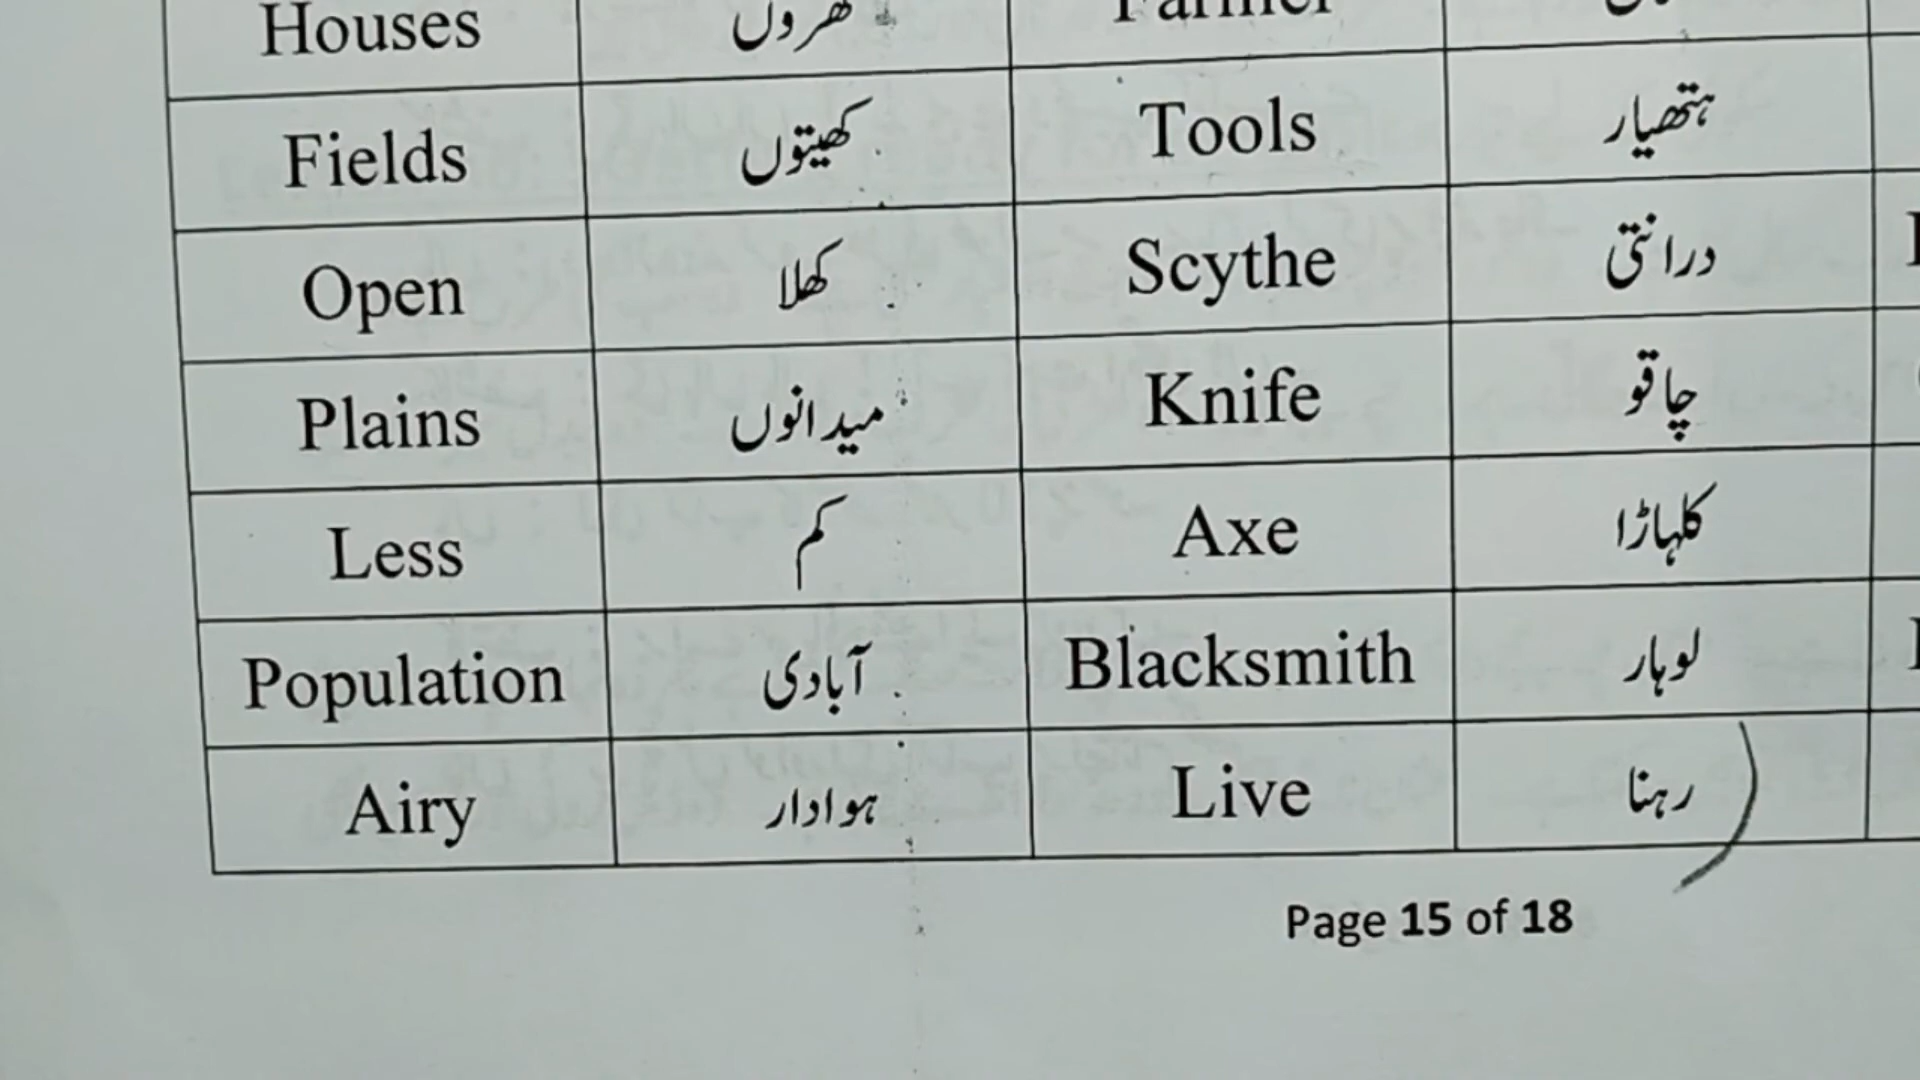 Houses گھروں Farmer
Fields کھیتوں Tools ہتھیار
Open کھلا Scythe درانتی
Plains میدانوں Knife چاقو
Less کم Axe کلہاڑا
Population آبادی Blacksmith لوہار
Airy ہوادار Live رہنا
Page 15 of 18